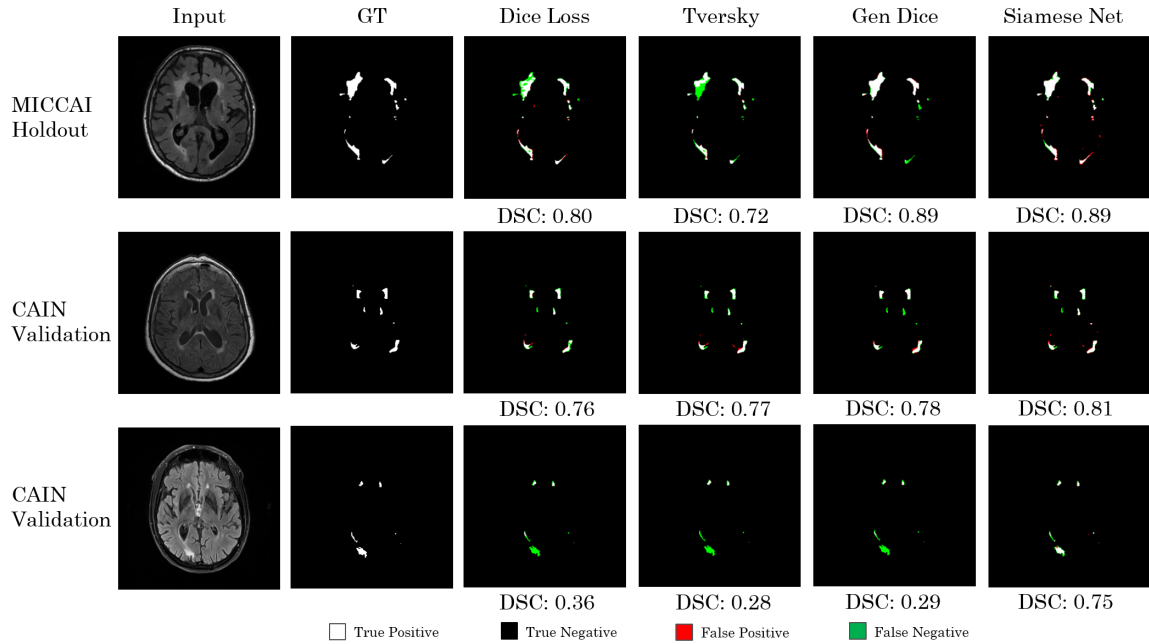 Input GT Dice Loss Tversky Gen Dice Siamese Net
MICCAI
Holdout
DSC: 0.80 DSC: 0.72 DSC: 0.89 DSC: 0.89
CAIN
Validation
DSC: 0.76 DSC: 0.77 DSC: 0.78 DSC: 0.81
CAIN
Validation
DSC: 0.36 DSC: 0.28 DSC: 0.29 DSC: 0.75
True Positive True Negative False Positive False Negative